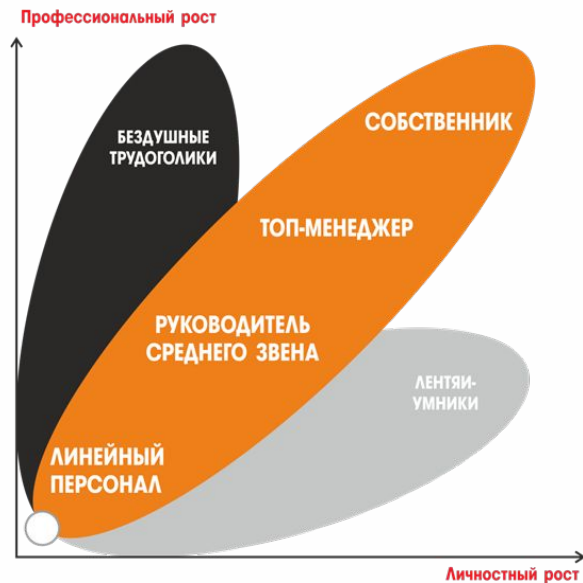 Профессиональный рост
БЕЗДУШНЫЕ
ТРУДОГОЛИКИ
СОБСТВЕННИК
ТОП-МЕНЕДЖЕР
РУКОВОДИТЕЛЬ
СРЕДНЕГО ЗВЕНА
ЛЕНТЯИ-
УМНИКИ
ЛИНЕЙНЫЙ
ПЕРСОНАЛ
Личностный рост